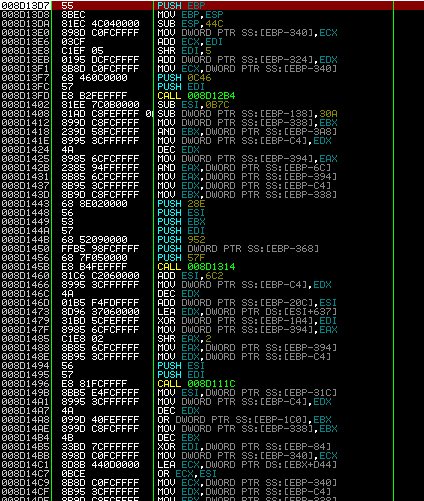 008D13D7 55 PUSH EBP
008D13D8 8BEC MOV EBP,ESP
008D13DA 81EC 4C040000 SUB ESP,44C
008D13E0 898D C0FCFFFF MOV DWORD PTR SS:[EBP-340],ECX
008D13E6 03CF ADD ECX,EDI
008D13E8 C1EF 05 SHR EDI,5
008D13EB 0195 DCFCFFFF ADD DWORD PTR SS:[EBP-324],EDX
008D13F1 8B8D C0FCFFFF MOV ECX,DWORD PTR SS:[EBP-340]
008D13F7 68 460C0000 PUSH 0C46
008D13FC 57 PUSH EDI
008D13FD E8 B2FEFFFF CALL 008D12B4
008D1402 81EE 7C0B0000 SUB ESI,0B7C
008D1408 81AD C8FEFFFF 0 SUB DWORD PTR SS:[EBP-138],30A
008D1412 899D C8FCFFFF MOV DWORD PTR SS:[EBP-338],EBX
008D1418 239D 58FCFFFF AND EBX,DWORD PTR SS:[EBP-3A8]
008D141E 8995 3CFFFFFF MOV DWORD PTR SS:[EBP-C4],EDX
008D1424 4A DEC EDX
008D1425 8985 6CFCFFFF MOV DWORD PTR SS:[EBP-394],EAX
008D142B 2385 94FFFFFF AND EAX,DWORD PTR SS:[EBP-6C]
008D1431 8B85 6CFCFFFF MOV EAX,DWORD PTR SS:[EBP-394]
008D1437 8B95 3CFFFFFF MOV EDX,DWORD PTR SS:[EBP-C4]
008D143D 8B9D C8FCFFFF MOV EBX,DWORD PTR SS:[EBP-338]
008D1443 68 8E020000 PUSH 28E
008D1448 56 PUSH ESI
008D1449 53 PUSH EBX
008D144A 57 PUSH EDI
008D144B 68 52090000 PUSH 952
008D1450 FFB5 98FCFFFF PUSH DWORD PTR SS:[EBP-368]
008D1456 68 7F050000 PUSH 57F
008D145B E8 B4FEFFFF CALL 008D1314
008D1460 81C6 C2060000 ADD ESI,6C2
008D1466 8995 3CFFFFFF MOV DWORD PTR SS:[EBP-C4],EDX
008D146C 4A DEC EDX
008D146D 01B5 F4FDFFFF ADD DWORD PTR SS:[EBP-20C],ESI
008D1473 8D96 37060000 LEA EDX,DWORD PTR DS:[ESI+637]
008D1479 31BD 5CFEFFFF XOR DWORD PTR SS:[EBP-1A4],EDI
008D147F 8985 6CFCFFFF MOV DWORD PTR SS:[EBP-394],EAX
008D1485 C1E8 02 SHR EAX,2
008D1488 8B85 6CFCFFFF MOV EAX,DWORD PTR SS:[EBP-394]
008D148E 8B95 3CFFFFFF MOV EDX,DWORD PTR SS:[EBP-C4]
008D1494 56 PUSH ESI
008D1495 57 PUSH EDI
008D1496 E8 81FCFFFF CALL 008D111C
008D149B 8BB5 E4FCFFFF MOV ESI,DWORD PTR SS:[EBP-31C]
008D14A1 8995 3CFFFFFF MOV DWORD PTR SS:[EBP-C4],EDX
008D14A7 4A DEC EDX
008D14A8 099D 40FEFFFF OR DWORD PTR SS:[EBP-1C0],EBX
008D14AE 899D C8FCFFFF MOV DWORD PTR SS:[EBP-338],EBX
008D14B4 4B DEC EBX
008D14B5 33BD 7CFFFFFF XOR EDI,DWORD PTR SS:[EBP-84]
008D14BB 898D C0FCFFFF MOV DWORD PTR SS:[EBP-340],ECX
008D14C1 8D8B 440D0000 LEA ECX,DWORD PTR DS:[EBX+D44]
008D14C7 0BCE OR ECX,ESI
008D14C9 8B8D C0FCFFFF MOV ECX,DWORD PTR SS:[EBP-340]
008D14CF 8B95 3CFFFFFF MOV EDX,DWORD PTR SS:[EBP-C4]